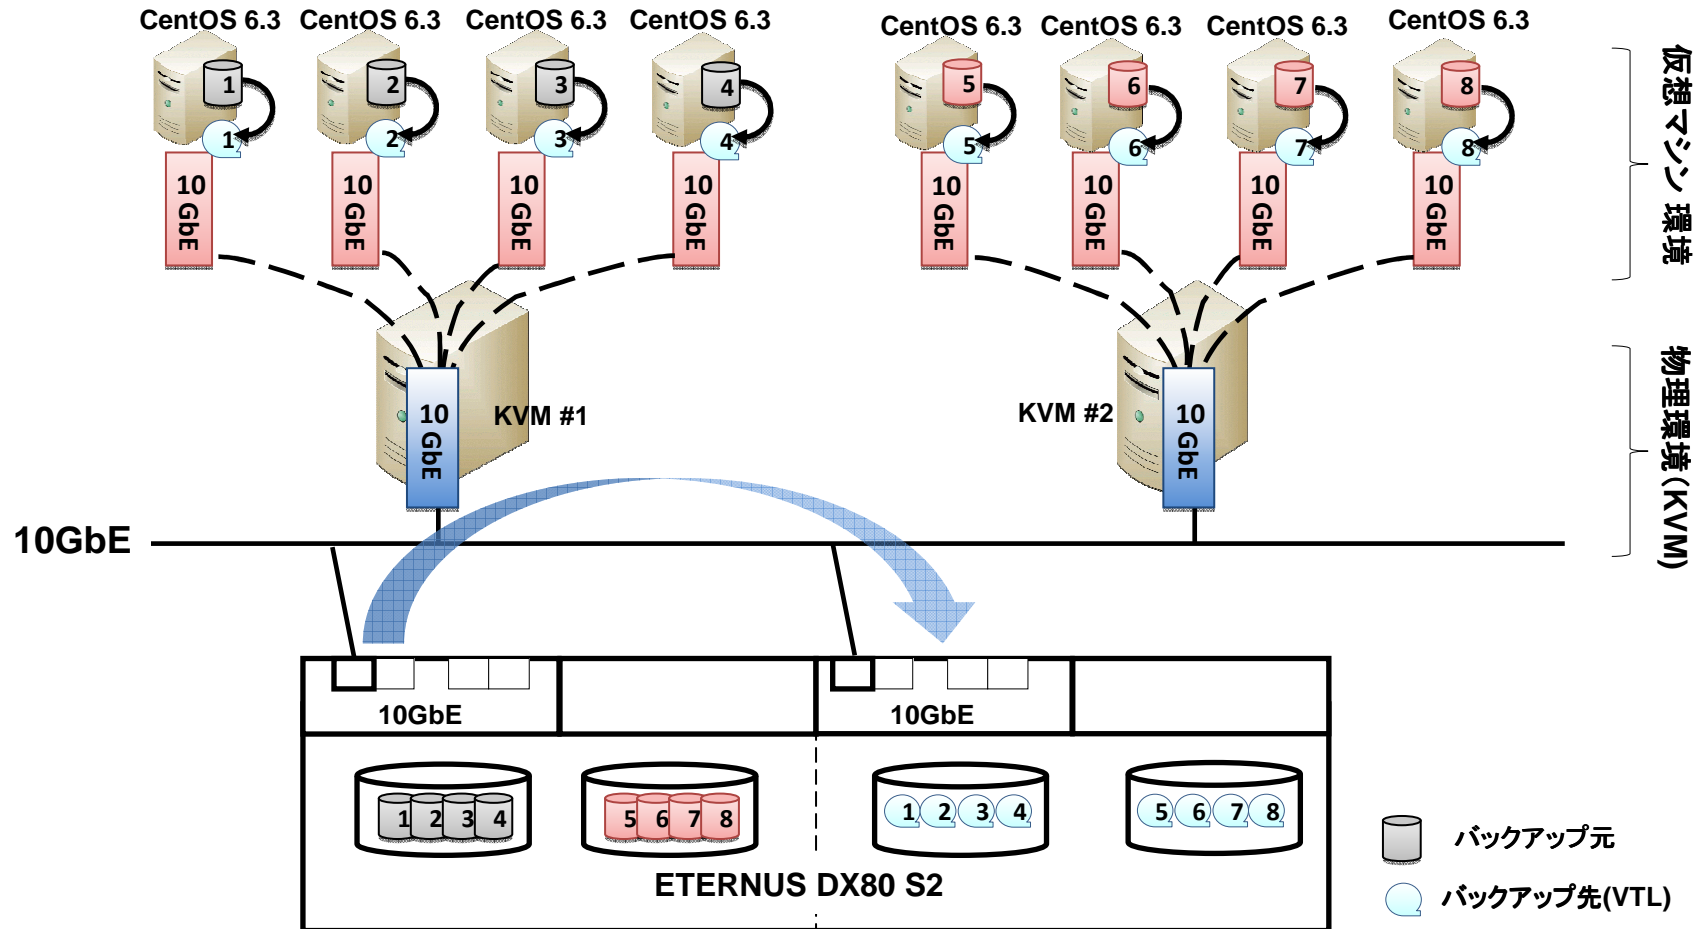 CentOS 6.3 CentOS 6.3 CentOS 6.3 CentOS 6.3 CentOS 6.3 CentOS 6.3 CentOS 6.3 CentOS 6.3
1 2 3 4 5 6 7 8
1 2 3 4 5 6 7 8
10 GbE 10 GbE 10 GbE 10 GbE 10 GbE 10 GbE 10 GbE 10 GbE
仮想マシン 環境
10 GbE KVM #1 KVM #2 10 GbE
物理環境(KVM)
10GbE
10GbE 10GbE
1 2 3 4 5 6 7 8 1 2 3 4 5 6 7 8
ETERNUS DX80 S2
バックアップ元
バックアップ先(VTL)